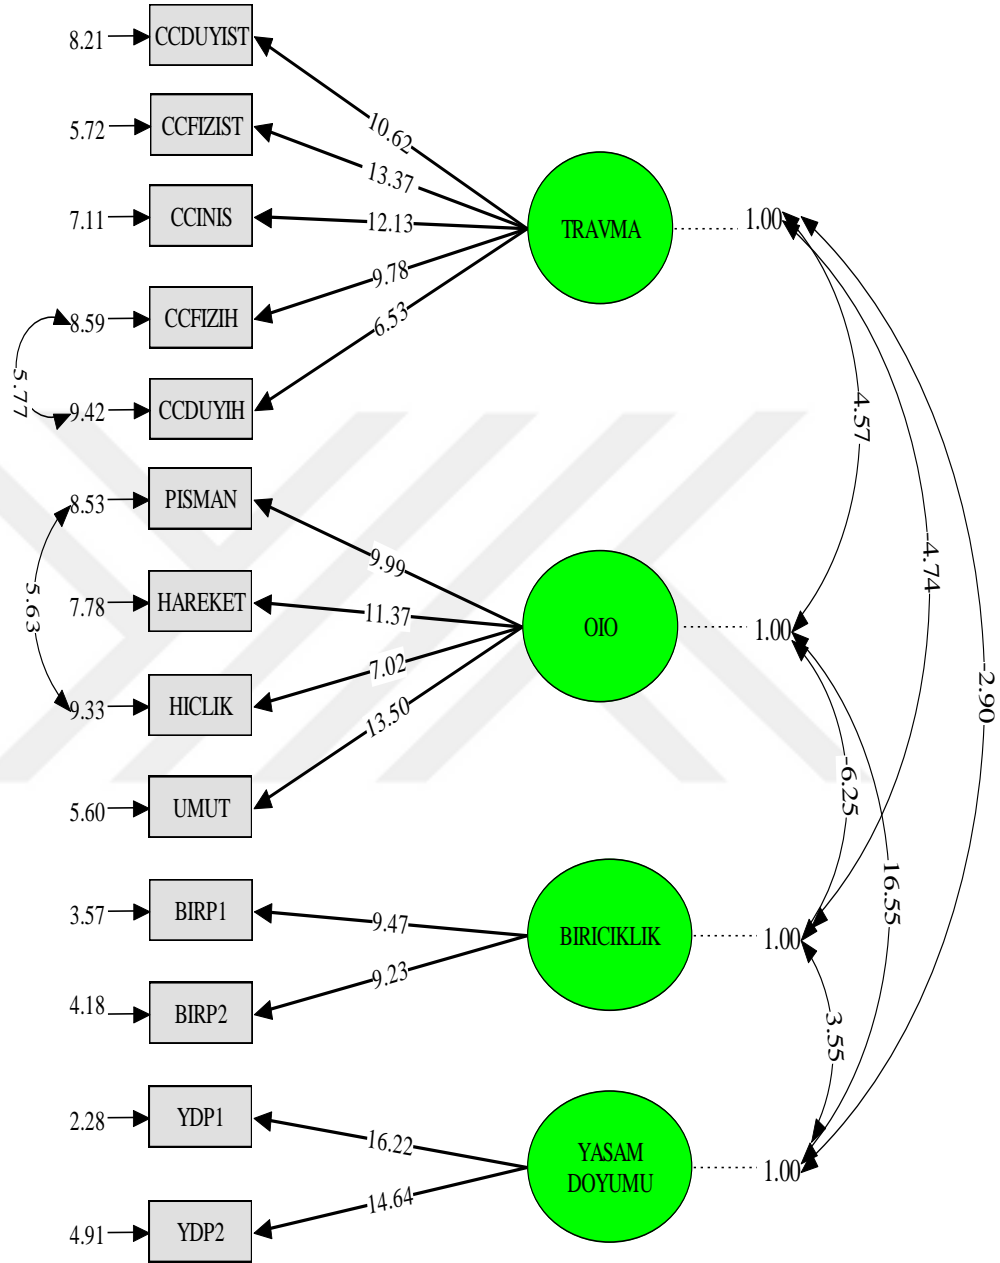 8.21 CCDUYIST
10.62
5.72 CCFIZIST
13.37
7.11 CCINIS
12.13
TRAVMA 1.00
9.78
8.59 CCFIZIH
6.53
5.77
9.42 CCDUYIH
4.57
8.53 PISMAN
9.99
-4.74
5.63
7.78 HAREKET
11.37
OIO 1.00
7.02
-2.90
9.33 HICLIK
13.50
-6.25
5.60 UMUT
16.55
3.57 BIRP1
9.47
BIRICIKLIK 1.00
9.23
4.18 BIRP2
3.55
2.28 YDP1
16.22
YASAM
DOYUMU 1.00
14.64
4.91 YDP2